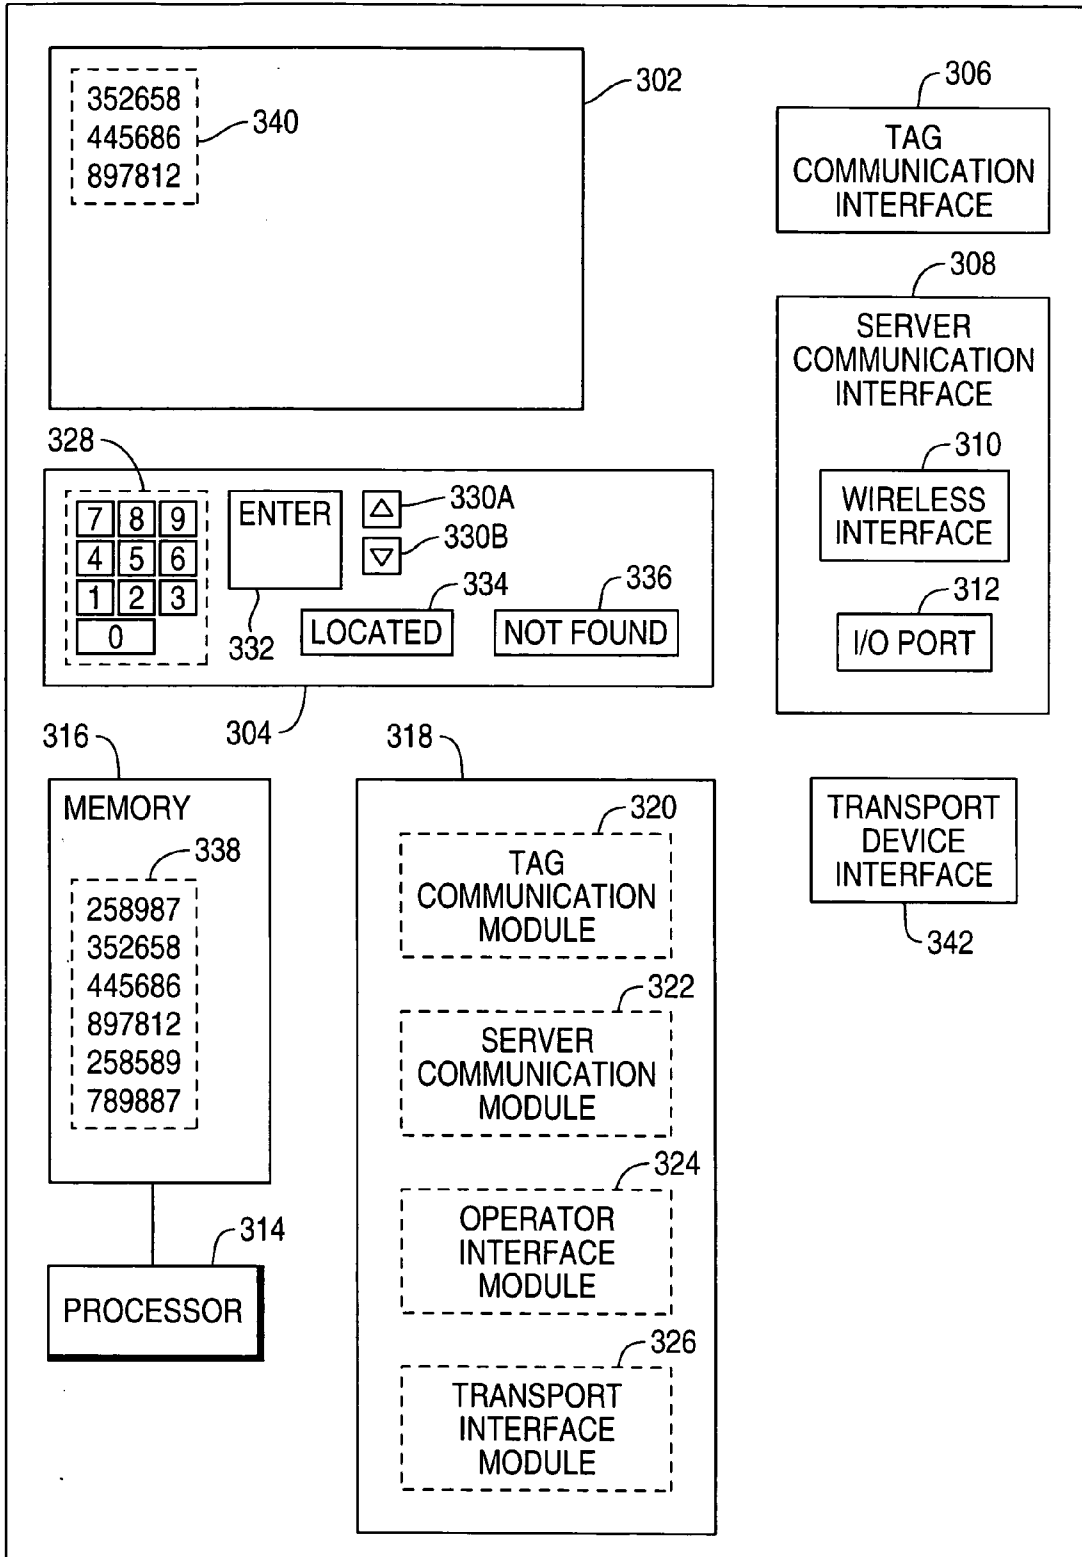 352658
445686
897812
340
302
306
TAG
COMMUNICATION
INTERFACE
308
SERVER
COMMUNICATION
INTERFACE
310
WIRELESS
INTERFACE
312
I/O PORT
328
7 8 9
4 5 6
1 2 3
0
ENTER
332
330A
330B
334
LOCATED
336
NOT FOUND
304
316
MEMORY
338
258987
352658
445686
897812
258589
789887
314
PROCESSOR
318
320
TAG
COMMUNICATION
MODULE
322
SERVER
COMMUNICATION
MODULE
324
OPERATOR
INTERFACE
MODULE
326
TRANSPORT
INTERFACE
MODULE
TRANSPORT
DEVICE
INTERFACE
342